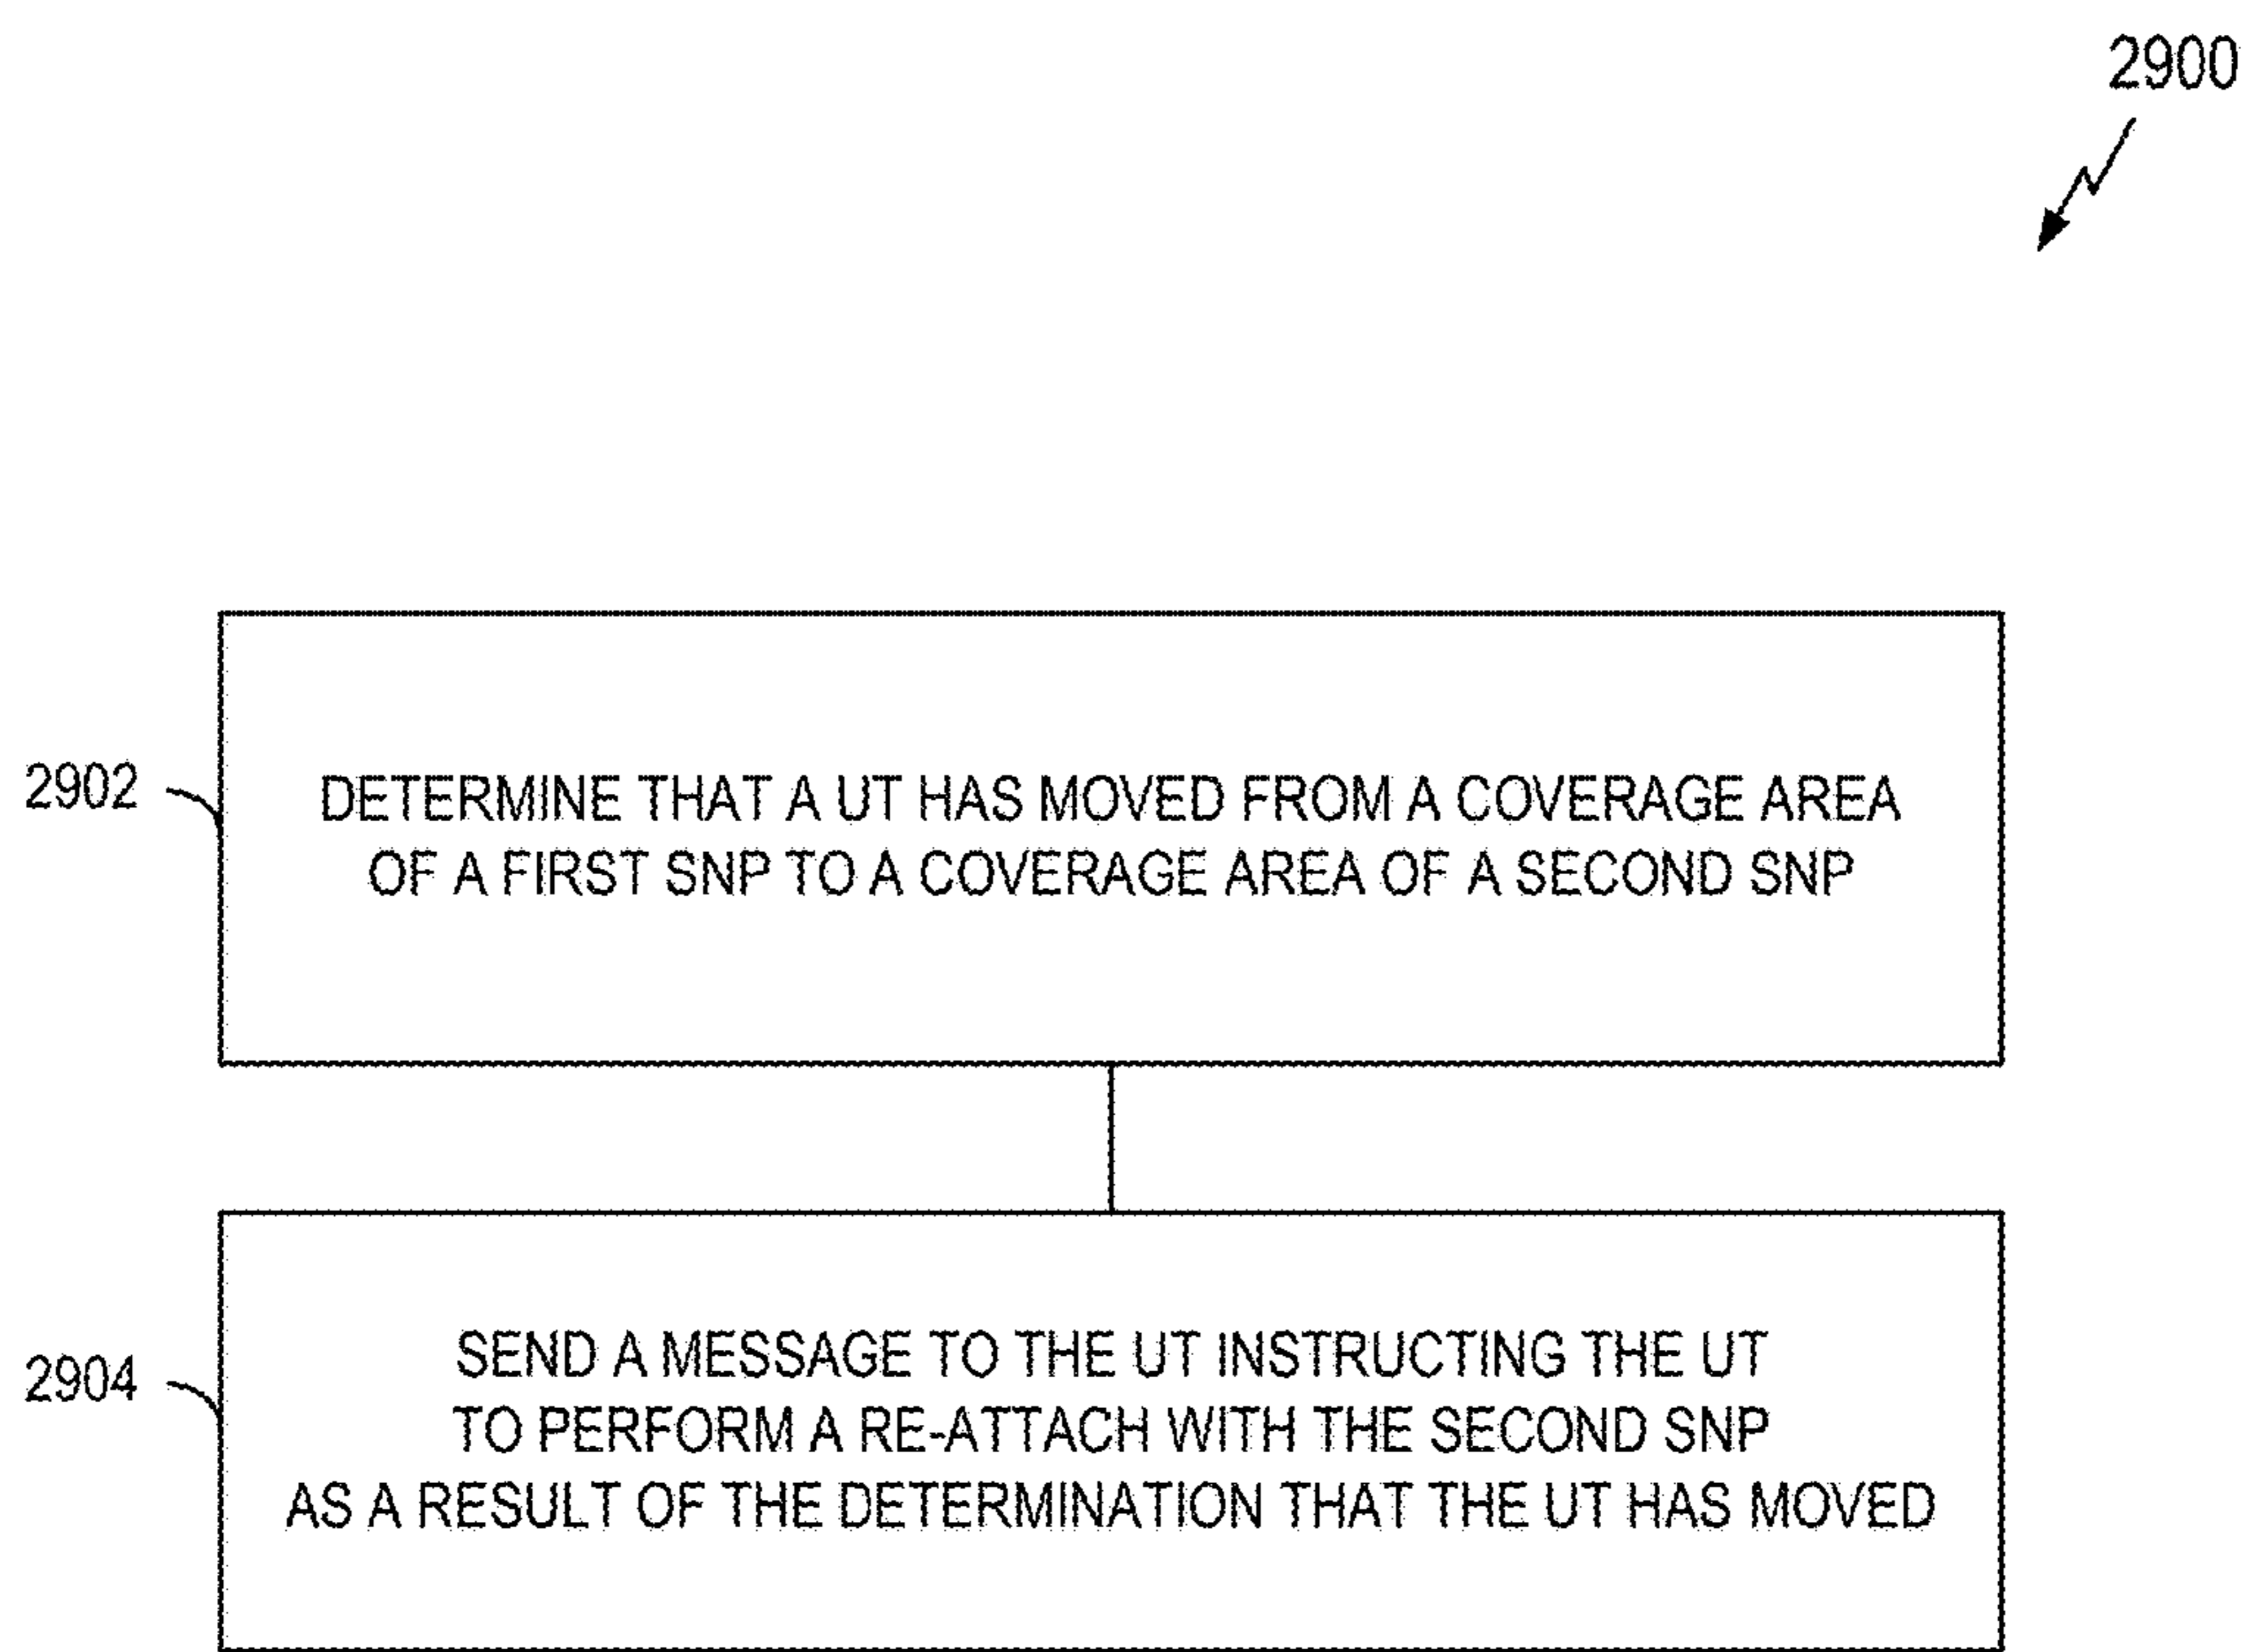 2900
2902
DETERMINE THAT A UT HAS MOVED FROM A COVERAGE AREA
OF A FIRST SNP TO A COVERAGE AREA OF A SECOND SNP
2904
SEND A MESSAGE TO THE UT INSTRUCTING THE UT
TO PERFORM A RE-ATTACH WITH THE SECOND SNP
AS A RESULT OF THE DETERMINATION THAT THE UT HAS MOVED